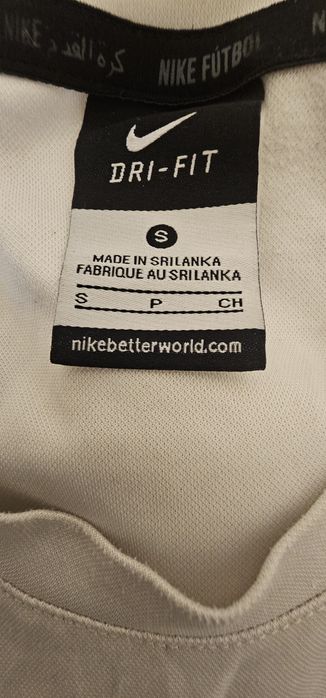 NIKE كرة القدم NIKE FÚTBOL N
DRI-FIT
S
MADE IN SRI LANKA
FABRIQUE AU SRI LANKA
S P CH
nikebetterworld.com